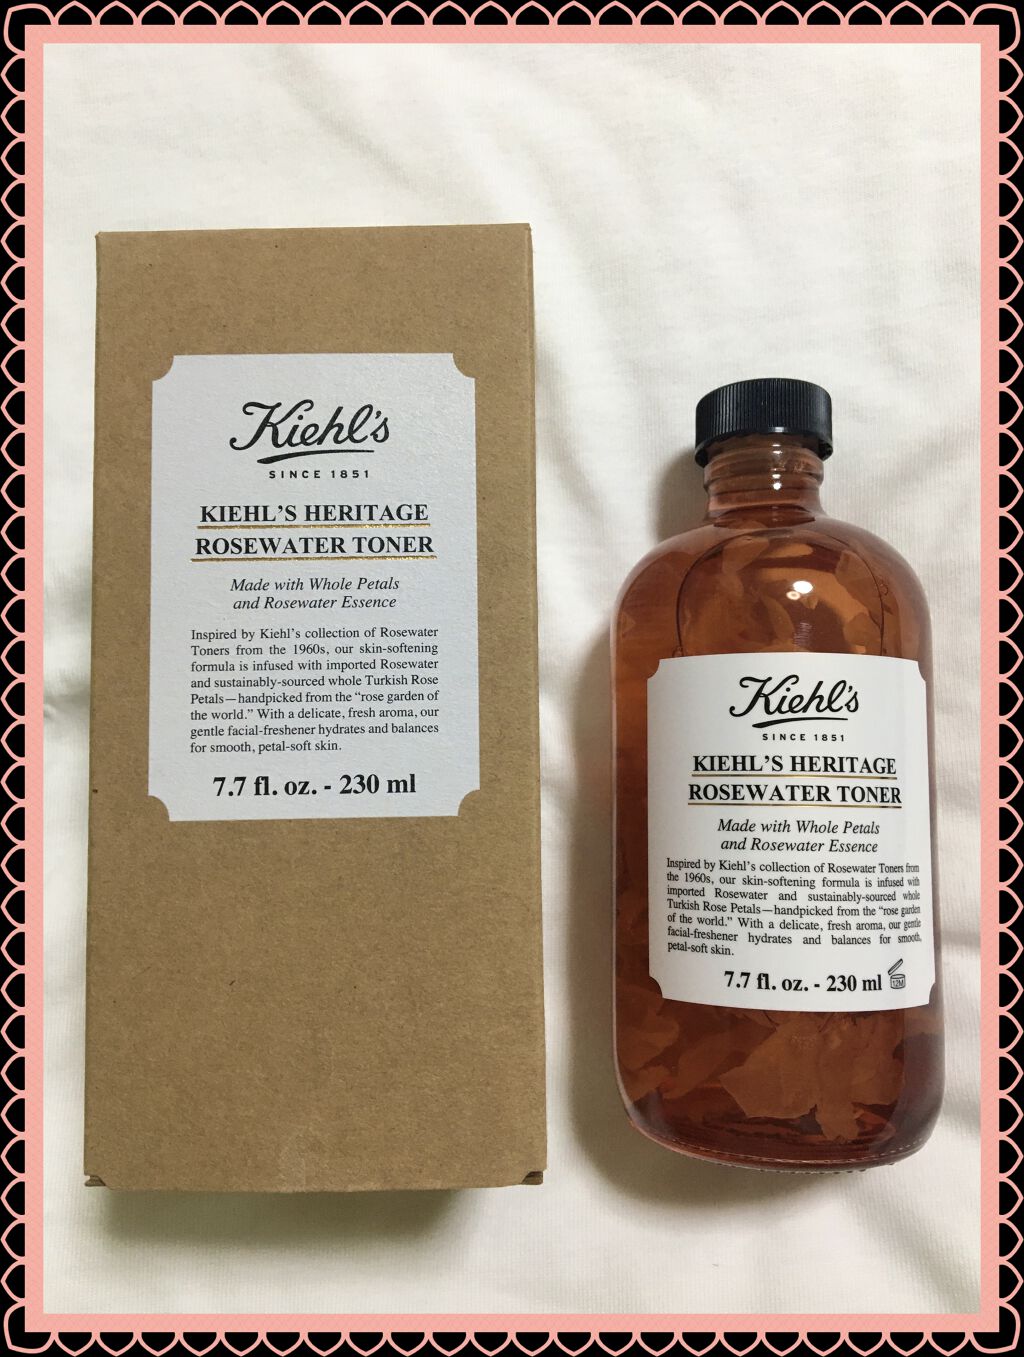 Kiehl's
SINCE 1851
KIEHL'S HERITAGE
ROSEWATER TONER
Made with Whole Petals
and Rosewater Essence
Inspired by Kiehl's collection of Rosewater
Toners from the 1960s, our skin-softening
formula is infused with imported Rosewater
and sustainably-sourced whole Turkish Rose
Petals—handpicked from the “rose garden of
the world.” With a delicate, fresh aroma, our
gentle facial-freshener hydrates and balances
for smooth, petal-soft skin.
7.7 fl. oz. - 230 ml
Kiehl's
SINCE 1851
KIEHL'S HERITAGE
ROSEWATER TONER
Made with Whole Petals
and Rosewater Essence
Inspired by Kiehl's collection of Rosewater Toners from
the 1960s, our skin-softening formula is infused with
imported Rosewater and sustainably-sourced whole
Turkish Rose Petals—handpicked from the “rose garden
of the world.” With a delicate, fresh aroma, our gentle
facial-freshener hydrates and balances for smooth,
petal-soft skin.
7.7 fl. oz. - 230 ml
12M